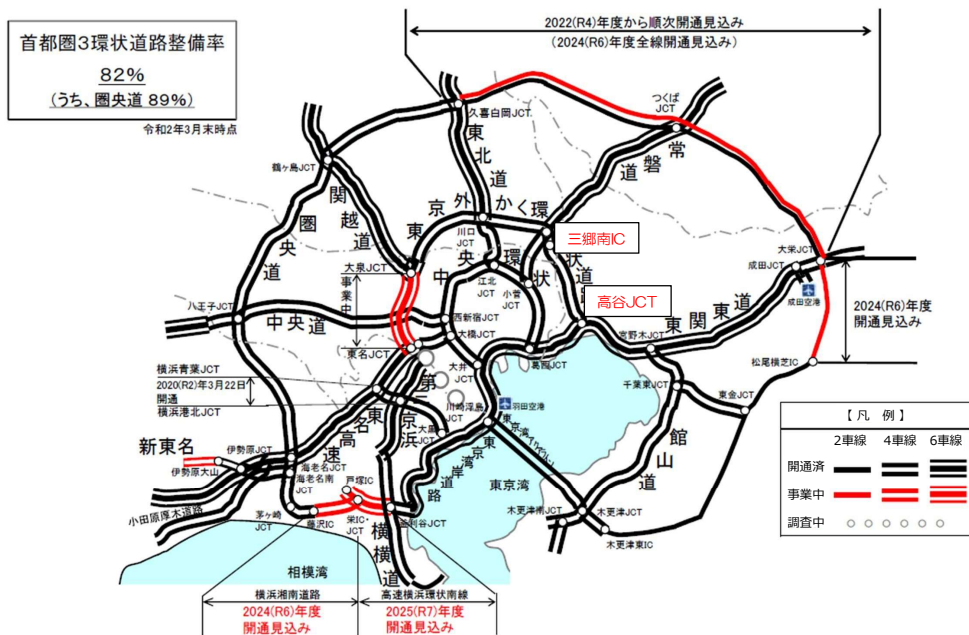 首都圏3環状道路整備率
82%
(うち、圏央道 89%)
令和2年3月末時点
2022(R4)年度から順次開通見込み
(2024(R6)年度全線開通見込み)
久喜白岡JCT
つくば
JCT
東北道
常磐道
鶴ヶ島JCT
関越道
圏央道
東京外かく環状道路
川口
JCT
三郷南IC
大栄JCT
成田JCT
大泉JCT
事業中
中央環状
江北
JCT
小菅
JCT
高谷JCT
成田空港
2024(R6)年度
開通見込み
八王子JCT
中央道
西新宿JCT
大橋JCT
東関東道
宮野木JCT
東名JCT
大井
JCT
葛西JCT
松尾横芝IC
横浜青葉JCT
2020(R2)年3月22日
開通
横浜港北JCT
千葉東JCT
東金JCT
第三京浜
川崎浮島
JCT
羽田空港
東名高速
大黒
JCT
東京湾アクアライン
東京湾岸道路
東京湾
館山道
新東名
伊勢原JCT
伊勢原大山
IC
海老名JCT
海老名南
JCT
戸塚IC
小田原厚木道路
茅ヶ崎
JCT
藤沢IC
栄IC・
JCT
釜利谷JCT
横横道
木更津南JCT
木更津JCT
木更津東IC
相模湾
横浜湘南道路
高速横浜環状南線
2024(R6)年度
開通見込み
2025(R7)年度
開通見込み
【 凡 例 】
2車線 4車線 6車線
開通済
事業中
調査中